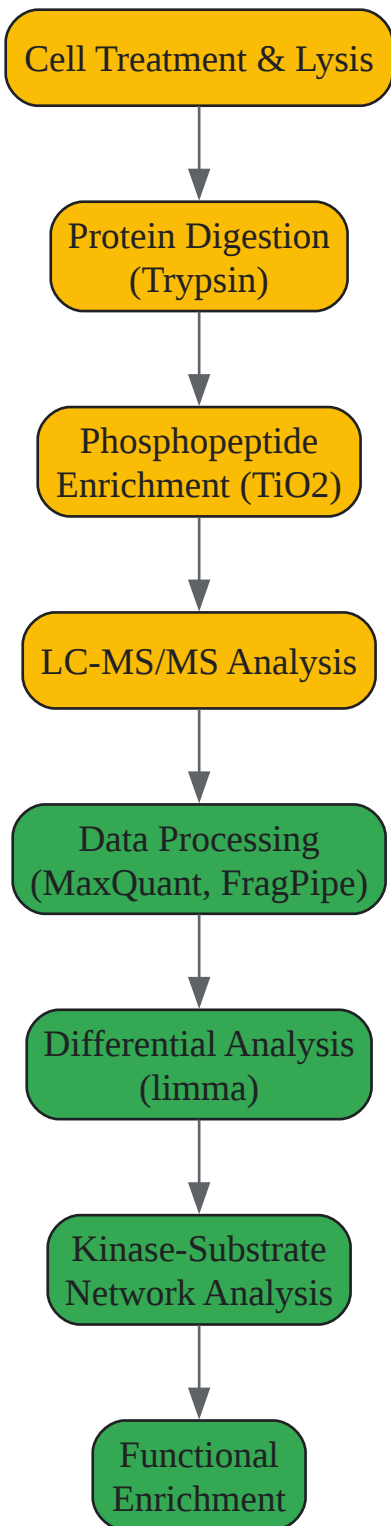 Cell Treatment & Lysis
Protein Digestion
(Trypsin)
Phosphopeptide
Enrichment (TiO2)
LC-MS/MS Analysis
Data Processing
(MaxQuant, FragPipe)
Differential Analysis
(limma)
Kinase-Substrate
Network Analysis
Functional
Enrichment